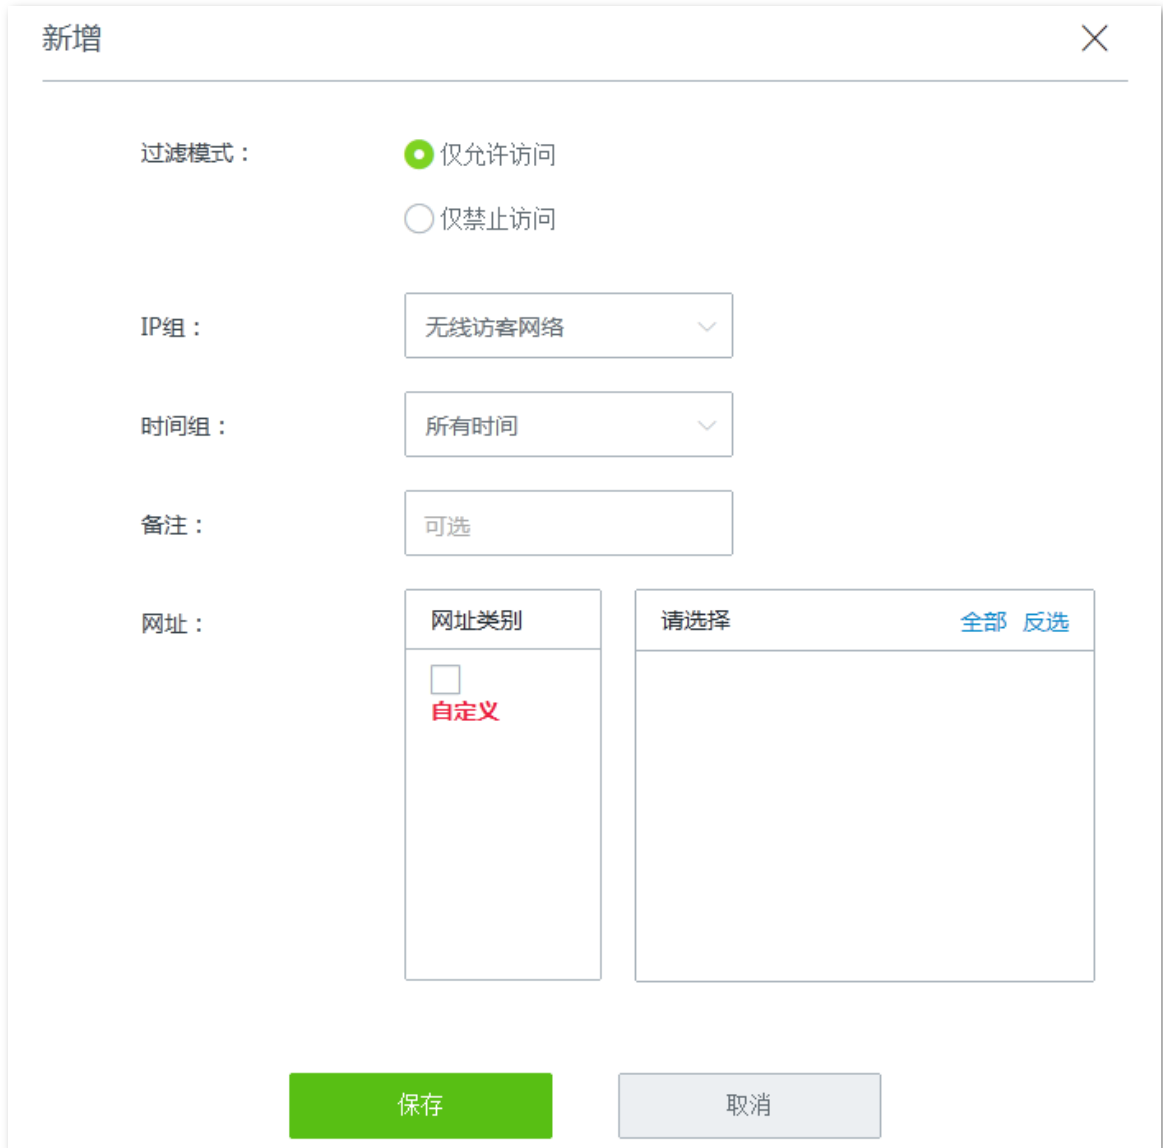 新增
过滤模式：
仅允许访问
仅禁止访问
IP组：
无线访客网络
时间组：
所有时间
备注：
可选
网址：
网址类别
请选择 全部 反选
自定义
保存 取消